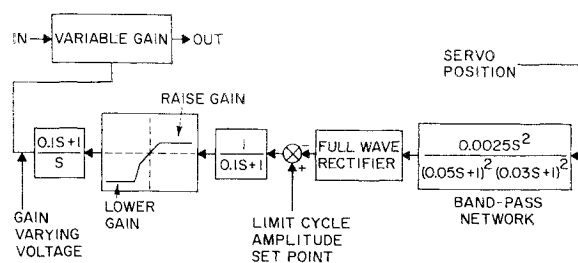 IN
VARIABLE GAIN
OUT
SERVO
POSITION
RAISE GAIN
0.1S+1
S
1
0.1S+1
−
+
FULL WAVE
RECTIFIER
0.0025S²
(0.05S+1)² (0.03S+1)²
BAND-PASS
NETWORK
LOWER
GAIN
GAIN
VARYING
VOLTAGE
LIMIT CYCLE
AMPLITUDE
SET POINT